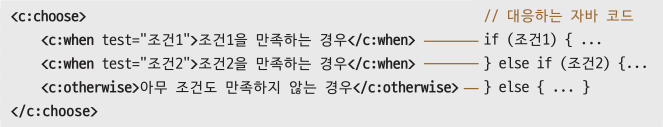 <c:choose> // 대응하는 자바 코드
<c:when test="조건1">조건1을 만족하는 경우</c:when> if (조건1) { ...
<c:when test="조건2">조건2을 만족하는 경우</c:when> } else if (조건2) {...
<c:otherwise>아무 조건도 만족하지 않는 경우</c:otherwise> } else { ... }
</c:choose>